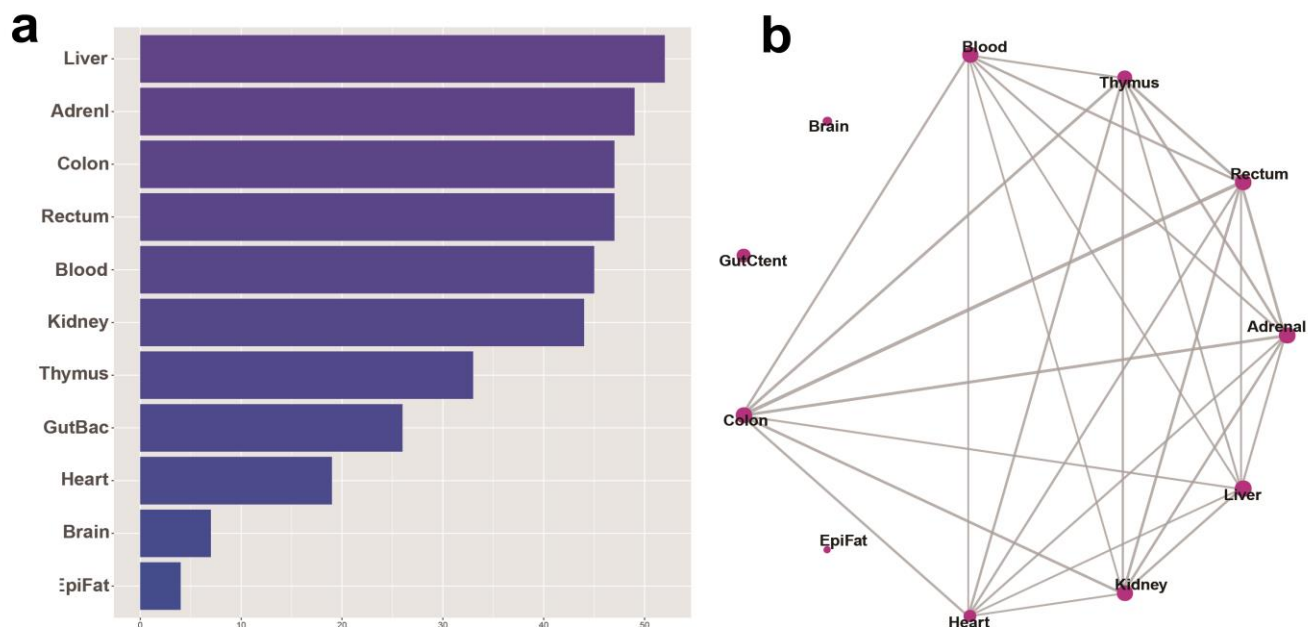 a
Liver
Adrenl
Colon
Rectum
Blood
Kidney
Thymus
GutBac
Heart
Brain
EpiFat
0 10 20 30 40 50
b
Blood
Thymus
Brain
Rectum
GutCtent
Adrenal
Colon
Liver
EpiFat
Kidney
Heart